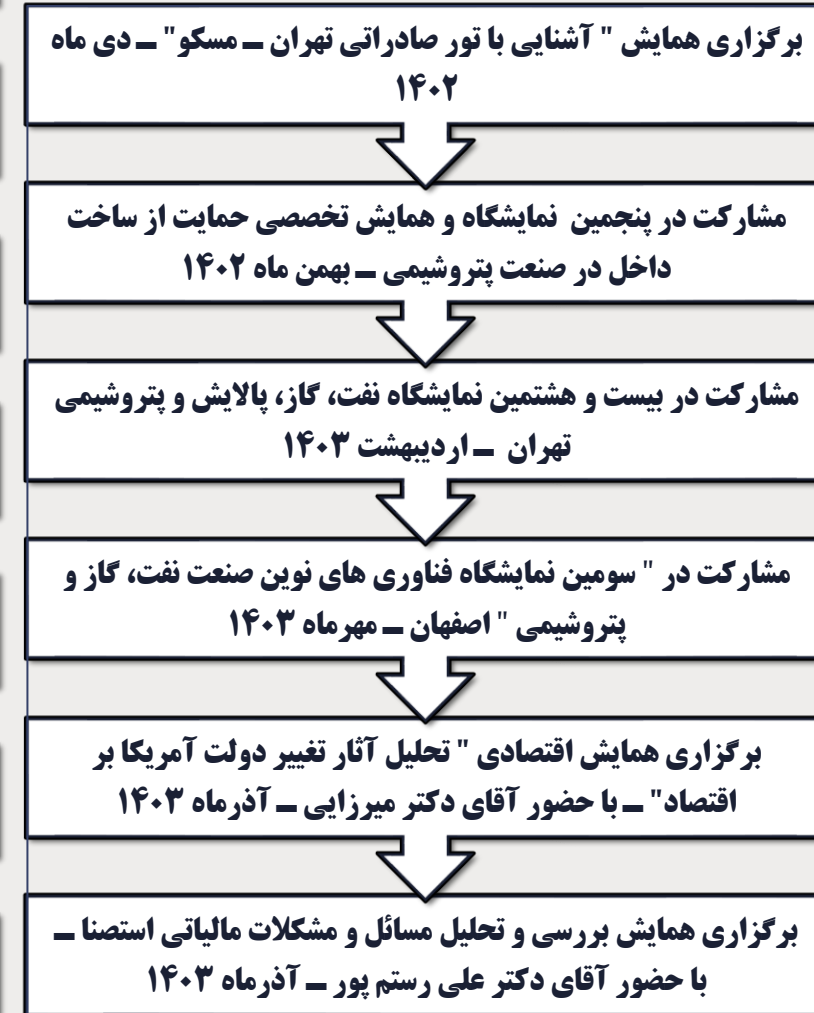 برگزاری همایش " آشنایی با تور صادراتی تهران – مسکو" – دی ماه
۱۴۰۲
مشارکت در پنجمین نمایشگاه و همایش تخصصی حمایت از ساخت
داخل در صنعت پتروشیمی – بهمن ماه ۱۴۰۲
مشارکت در بیست و هشتمین نمایشگاه نفت، گاز، پالایش و پتروشیمی
تهران – اردیبهشت ۱۴۰۳
مشارکت در " سومین نمایشگاه فناوری های نوین صنعت نفت، گاز و
پتروشیمی " اصفهان – مهرماه ۱۴۰۳
برگزاری همایش اقتصادی " تحلیل آثار تغییر دولت آمریکا بر
اقتصاد" – با حضور آقای دکتر میرزایی – آذرماه ۱۴۰۳
برگزاری همایش بررسی و تحلیل مسائل و مشکلات مالیاتی استصنا –
با حضور آقای دکتر علی رستم پور – آذرماه ۱۴۰۳